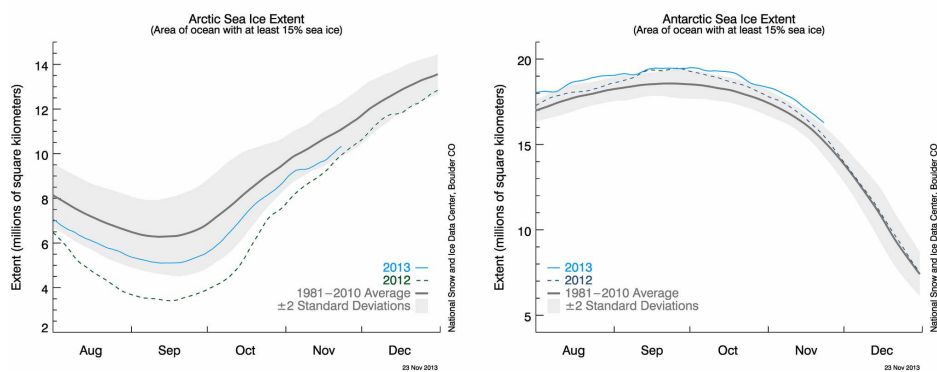 Arctic Sea Ice Extent
(Area of ocean with at least 15% sea ice)
Extent (millions of square kilometers)
14
12
10
8
6
4
2
Aug Sep Oct Nov Dec
2013
2012
1981–2010 Average
±2 Standard Deviations
National Snow and Ice Data Center, Boulder CO
23 Nov 2013
Antarctic Sea Ice Extent
(Area of ocean with at least 15% sea ice)
Extent (millions of square kilometers)
20
15
10
5
Aug Sep Oct Nov Dec
2013
2012
1981–2010 Average
±2 Standard Deviations
National Snow and Ice Data Center, Boulder CO
23 Nov 2013